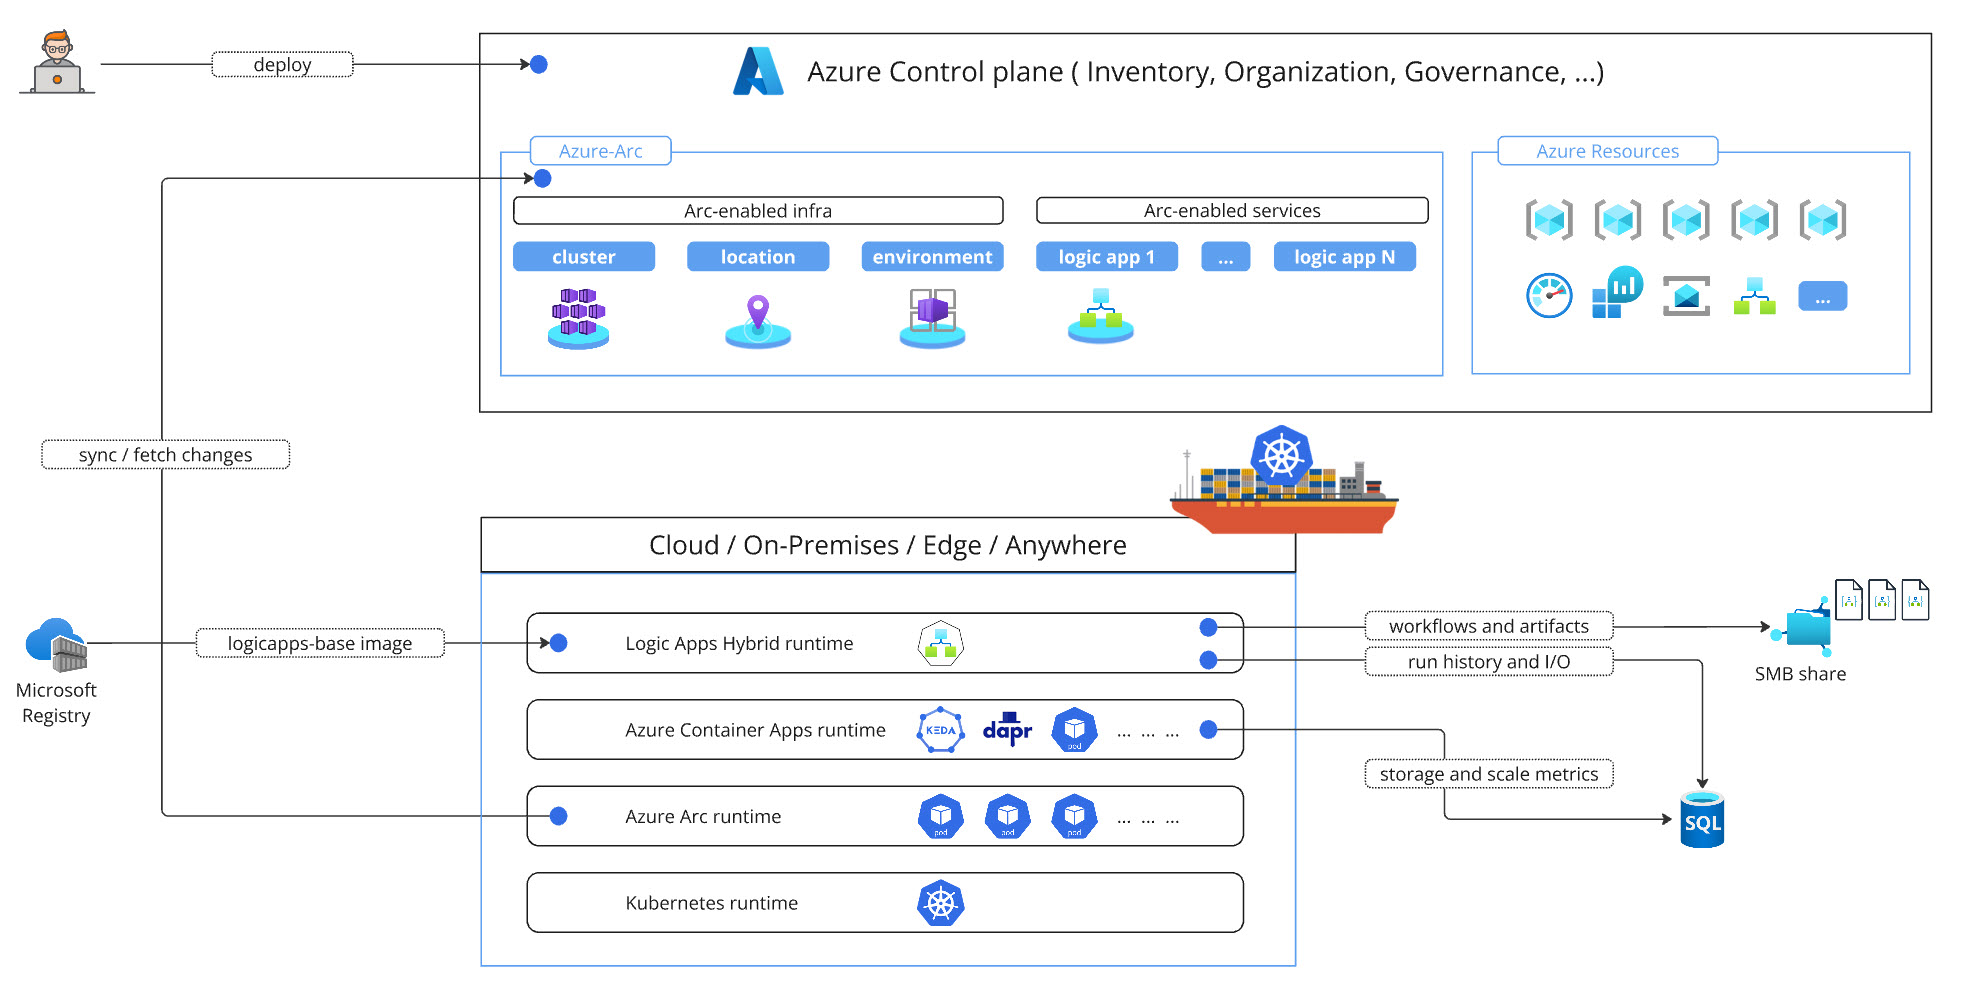 deploy
Azure Control plane ( Inventory, Organization, Governance, ...)
Azure-Arc
Azure Resources
Arc-enabled infra
Arc-enabled services
cluster
location
environment
logic app 1
...
logic app N
...
sync / fetch changes
Cloud / On-Premises / Edge / Anywhere
logicapps-base image
Microsoft
Registry
Logic Apps Hybrid runtime
workflows and artifacts
run history and I/O
SMB share
Azure Container Apps runtime
KEDA
dapr
pod
... ... ...
storage and scale metrics
SQL
Azure Arc runtime
pod
pod
pod
... ... ...
Kubernetes runtime